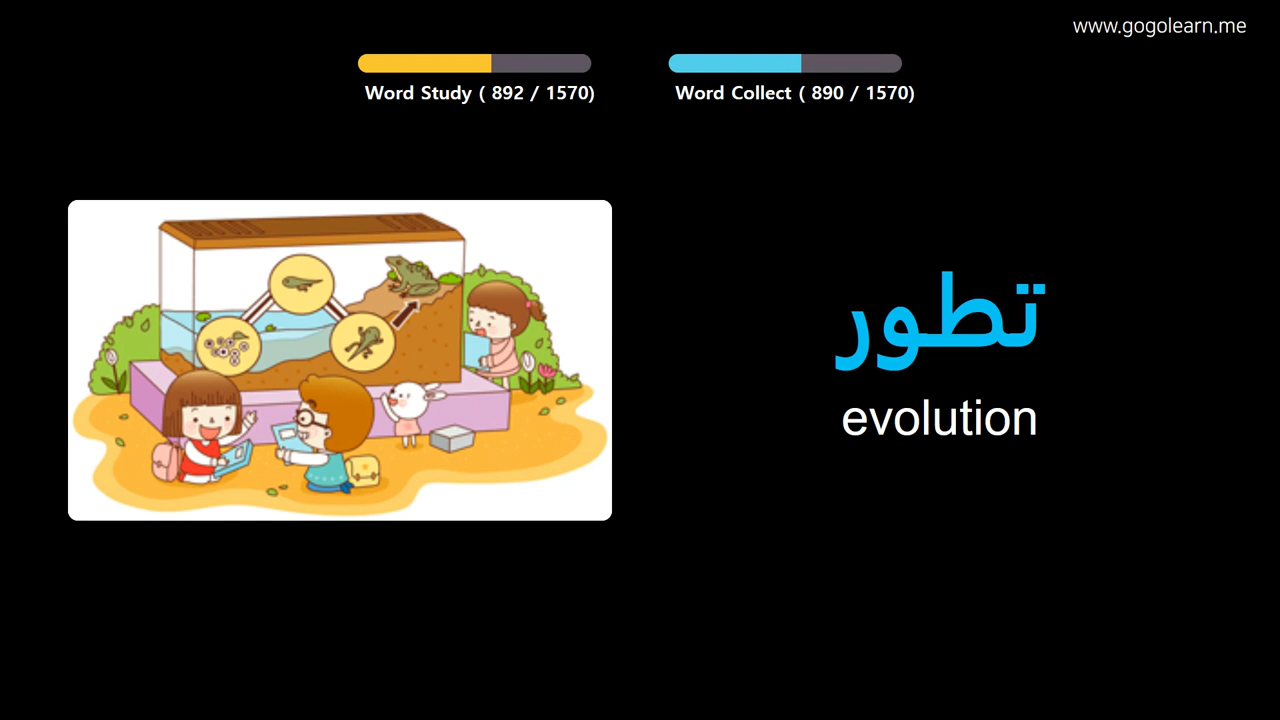 www.gogolearn.me
Word Study ( 892 / 1570)
Word Collect ( 890 / 1570)
تطور
evolution